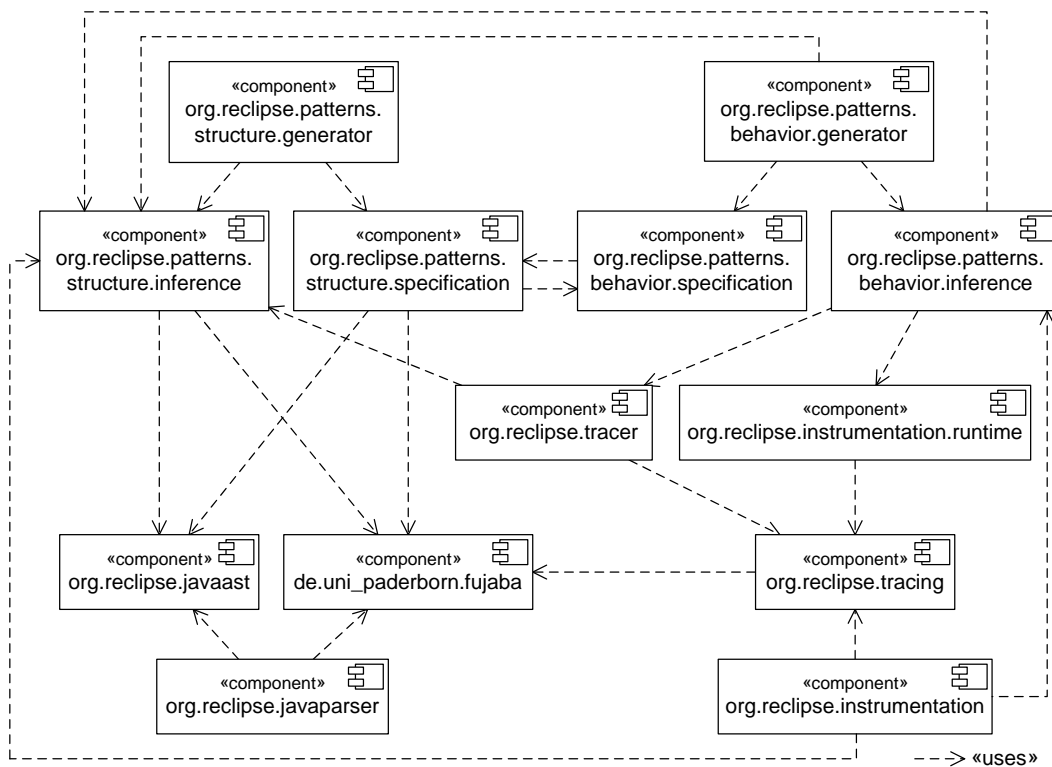 «component»
org.reclipse.patterns.
structure.generator
«component»
org.reclipse.patterns.
behavior.generator
«component»
org.reclipse.patterns.
structure.inference
«component»
org.reclipse.patterns.
structure.specification
«component»
org.reclipse.patterns.
behavior.specification
«component»
org.reclipse.patterns.
behavior.inference
«component»
org.reclipse.tracer
«component»
org.reclipse.instrumentation.runtime
«component»
org.reclipse.javaast
«component»
de.uni_paderborn.fujaba
«component»
org.reclipse.tracing
«component»
org.reclipse.javaparser
«component»
org.reclipse.instrumentation
«uses»